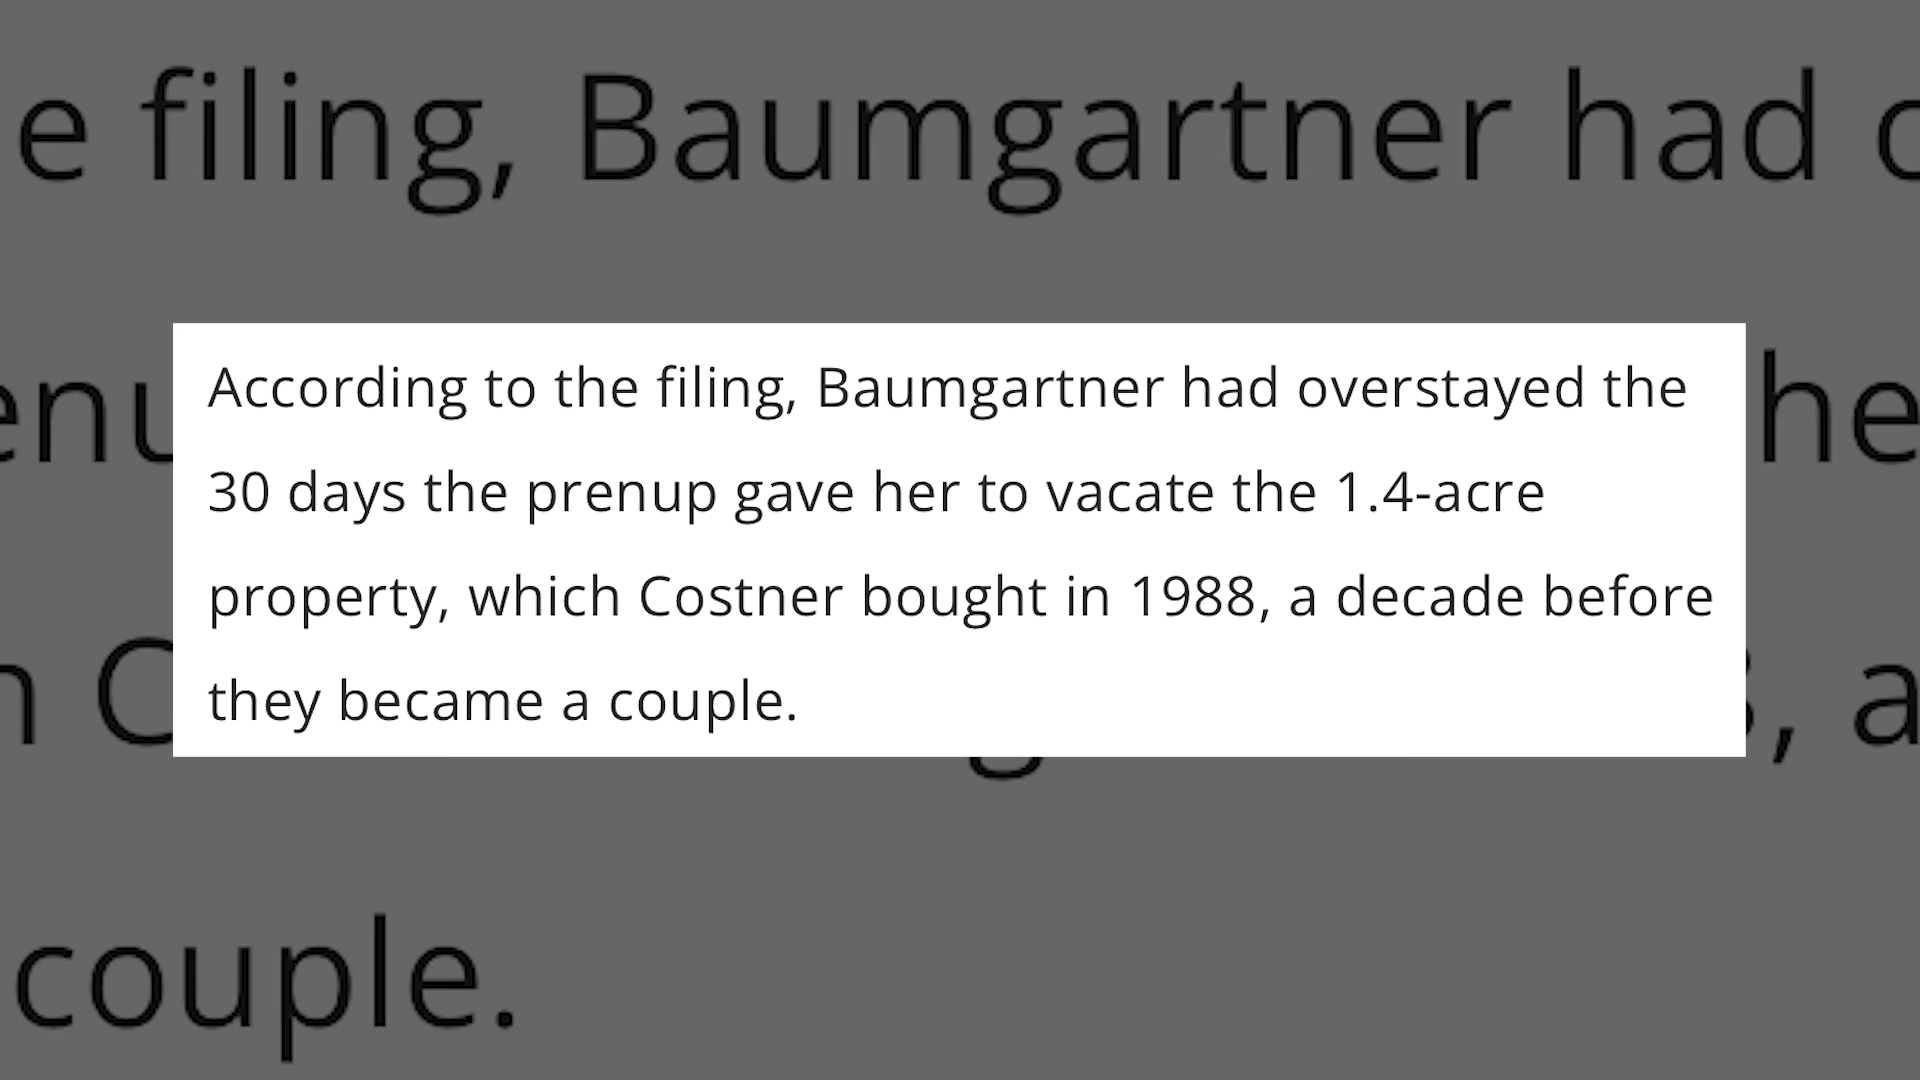 e filing, Baumgartner had
According to the filing, Baumgartner had overstayed the
30 days the prenup gave her to vacate the 1.4-acre
property, which Costner bought in 1988, a decade before
they became a couple.
couple.